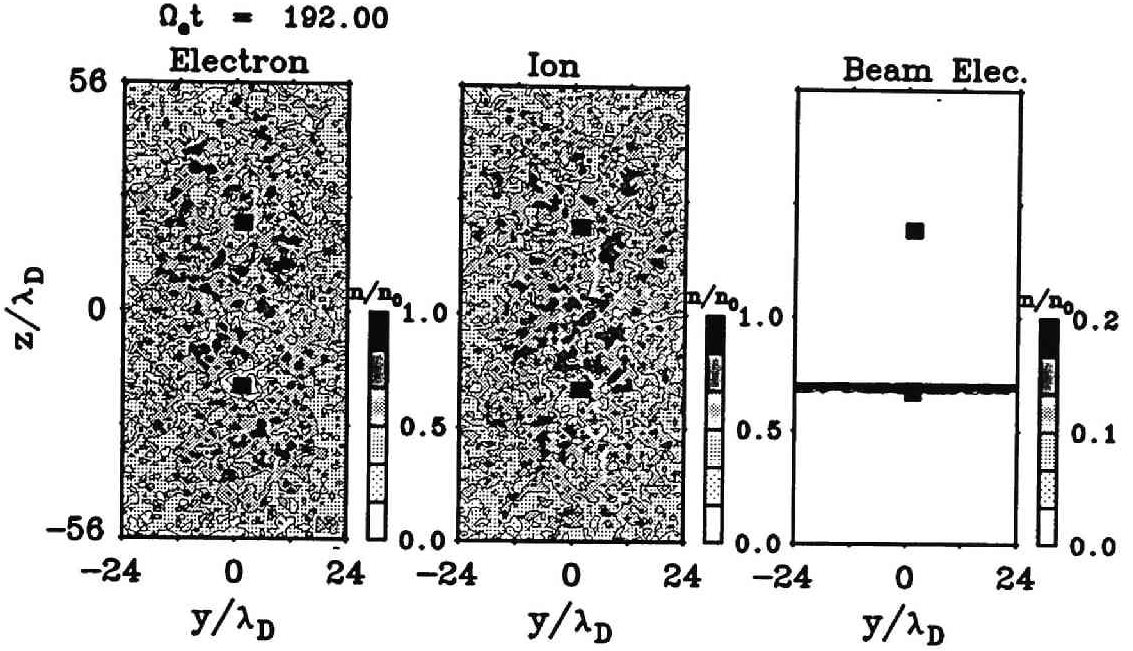 Ωₑt = 192.00
Electron Ion Beam Elec.
56
n/n₀ n/n₀ n/n₀ 0.2
z/λ_D 0 1.0 1.0
0.5 0.5 0.1
-56 0.0 0.0 0.0
-24 0 24 -24 0 24 -24 0 24
y/λ_D y/λ_D y/λ_D